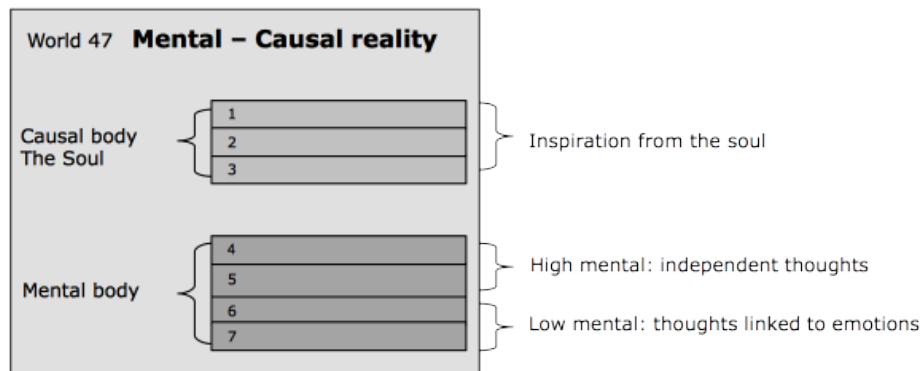 World 47 Mental – Causal reality
1
2
3
Causal body
The Soul
Inspiration from the soul
4
5
6
7
Mental body
High mental: independent thoughts
Low mental: thoughts linked to emotions